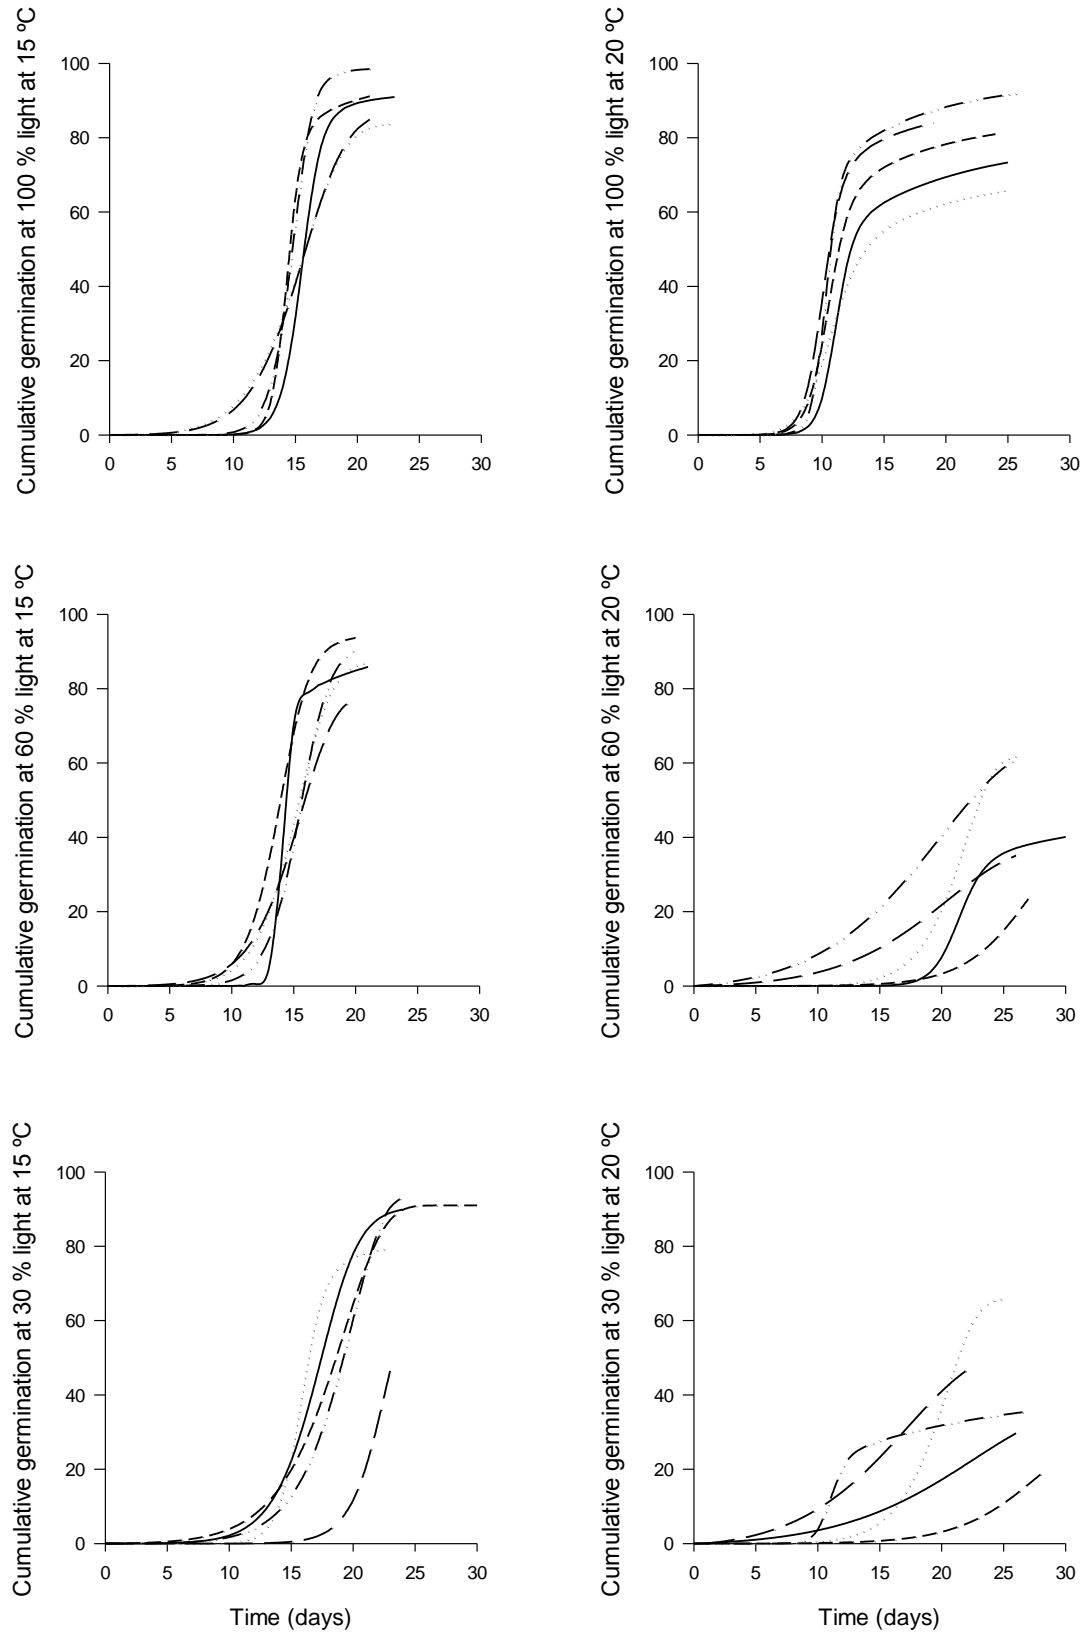 Cumulative germination at 100 % light at 15 ºC
100
80
60
40
20
0
0 5 10 15 20 25 30
Cumulative germination at 100 % light at 20 ºC
100
80
60
40
20
0
0 5 10 15 20 25 30
Cumulative germination at 60 % light at 15 ºC
100
80
60
40
20
0
0 5 10 15 20 25 30
Cumulative germination at 60 % light at 20 ºC
100
80
60
40
20
0
0 5 10 15 20 25 30
Cumulative germination at 30 % light at 15 ºC
100
80
60
40
20
0
0 5 10 15 20 25 30
Time (days)
Cumulative germination at 30 % light at 20 ºC
100
80
60
40
20
0
0 5 10 15 20 25 30
Time (days)